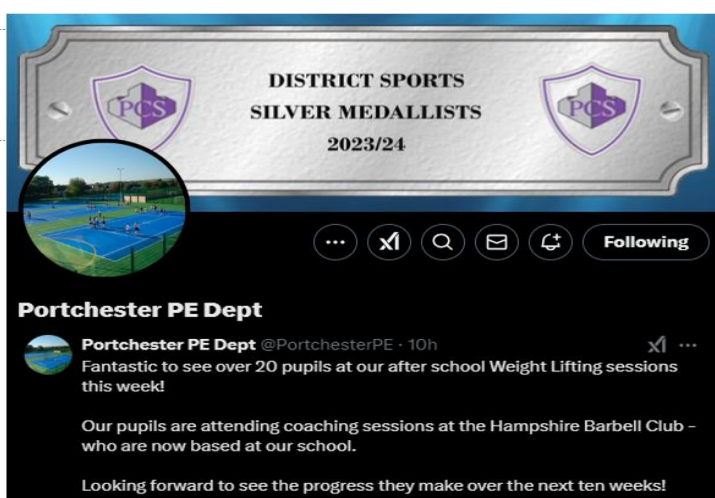 DISTRICT SPORTS
PCS SILVER MEDALLISTS PCS
2023/24
Following
Portchester PE Dept
Portchester PE Dept @PortchesterPE · 10h
Fantastic to see over 20 pupils at our after school Weight Lifting sessions
this week!
Our pupils are attending coaching sessions at the Hampshire Barbell Club -
who are now based at our school.
Looking forward to see the progress they make over the next ten weeks!